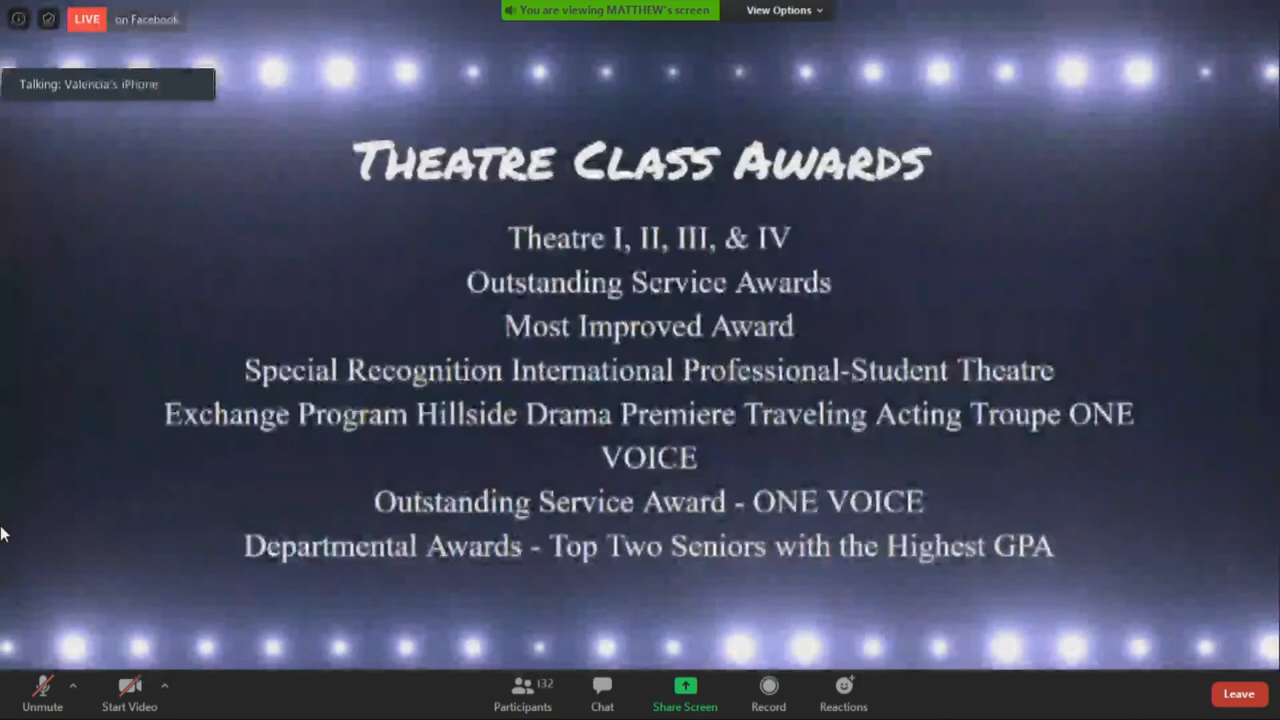 LIVE on Facebook
You are viewing MATTHEW's screen
View Options
Talking: Valencia's iPhone
THEATRE CLASS AWARDS
Theatre I, II, III, & IV
Outstanding Service Awards
Most Improved Award
Special Recognition International Professional-Student Theatre
Exchange Program Hillside Drama Premiere Traveling Acting Troupe ONE
VOICE
Outstanding Service Award - ONE VOICE
Departmental Awards - Top Two Seniors with the Highest GPA
132
Unmute
Start Video
Participants
Chat
Share Screen
Record
Reactions
Leave